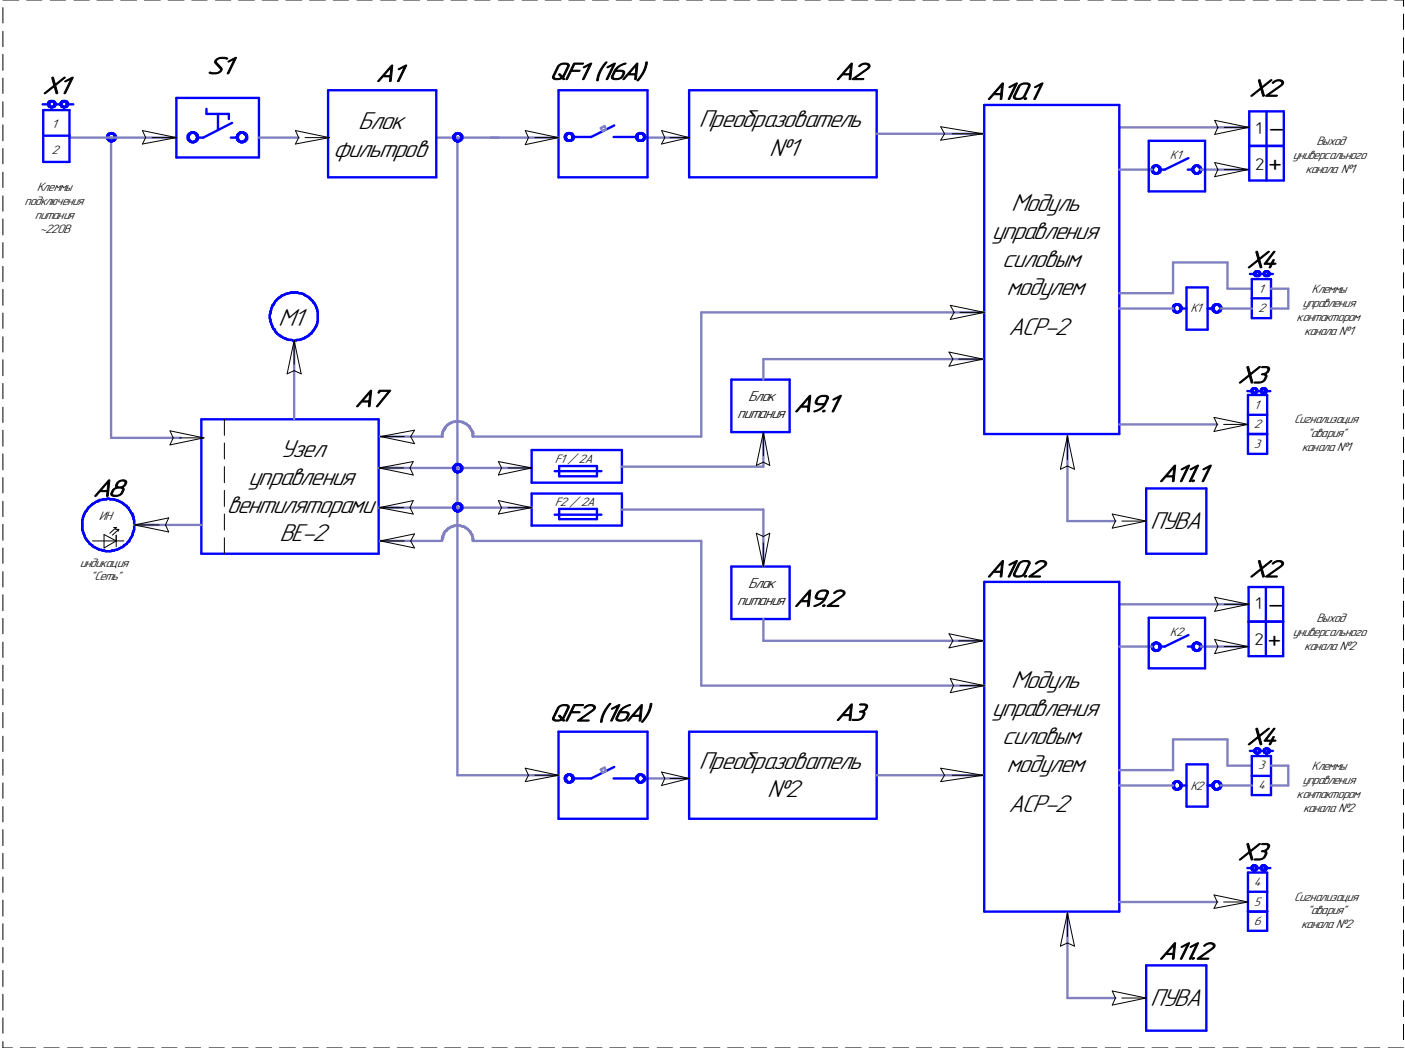 X1
1
2
Клеммы
подключения
питания
~220В
S1
A1
Блок
фильтров
QF1 (16А)
A2
Преобразователь
№1
A10.1
Модуль
управления
силовым
модулем
АСР-2
X2
1 –
2 +
K1
Выход
универсального
канала №1
X4
1
2
K1
Клеммы
управления
контактором
канала №1
X3
1
2
3
Сигнализация
"авария"
канала №1
A11.1
ПУВА
M1
A7
Узел
управления
вентиляторами
ВЕ-2
A8
ИН
индикация
"Сеть"
F1 / 2А
F2 / 2А
Блок
питания
A9.1
Блок
питания
A9.2
QF2 (16А)
A3
Преобразователь
№2
A10.2
Модуль
управления
силовым
модулем
АСР-2
X2
1 –
2 +
K2
Выход
универсального
канала №2
X4
3
4
K2
Клеммы
управления
контактором
канала №2
X3
4
5
6
Сигнализация
"авария"
канала №2
A11.2
ПУВА